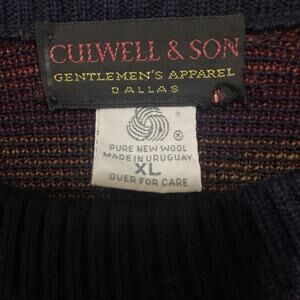 CULWELL & SON
GENTLEMEN'S APPAREL
DALLAS
®
PURE NEW WOOL
MADE IN URUGUAY
XL
OVER FOR CARE